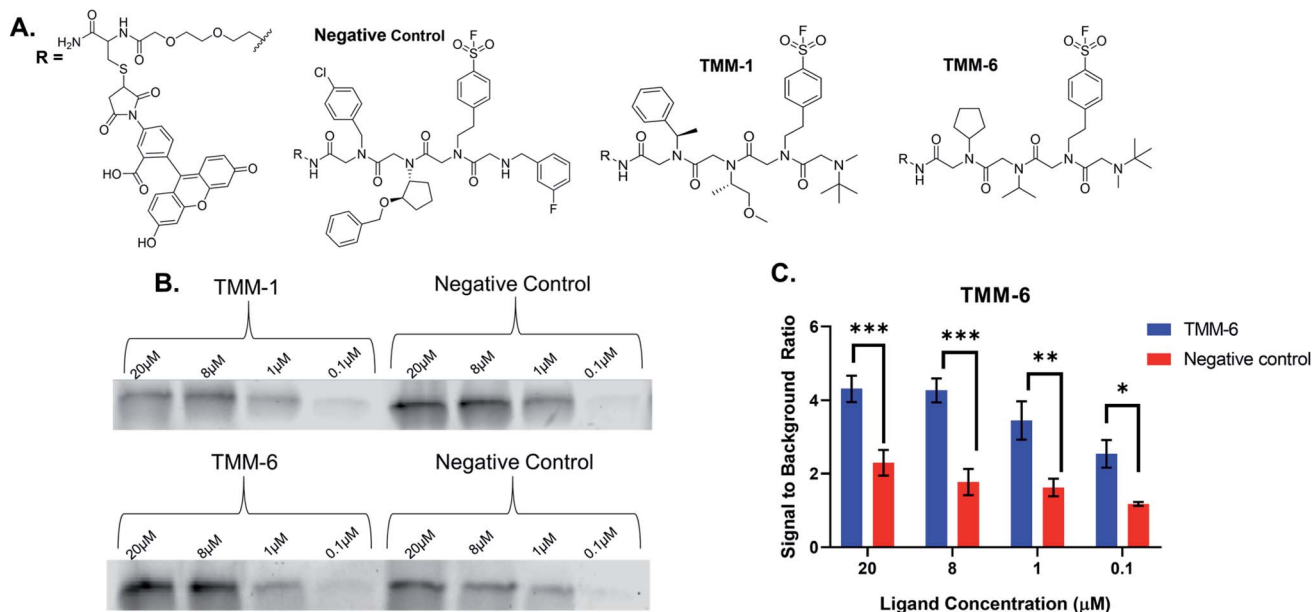 A.
R =
H2N
O
H
N
O
O
O
S
O
N
O
HO
O
O
O
HO
Negative Control
Cl
F
O
S
O
R
N
H
O
N
O
N
O
N
O
N
H
O
F
TMM-1
F
O
S
O
R
N
H
O
N
O
N
O
N
O
N
O
TMM-6
F
O
S
O
R
N
H
O
N
O
N
O
N
O
N
B.
TMM-1
Negative Control
20μM 8μM 1μM 0.1μM 20μM 8μM 1μM 0.1μM
TMM-6
Negative Control
20μM 8μM 1μM 0.1μM 20μM 8μM 1μM 0.1μM
C.
TMM-6
Signal to Background Ratio
6
4
2
0
*** *** ** *
20 8 1 0.1
Ligand Concentration (μM)
TMM-6
Negative control